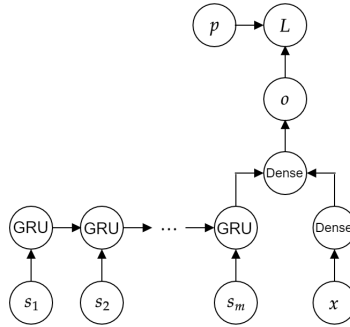 p L
o
Dense
GRU GRU ... GRU Dense
s₁ s₂ sₘ x